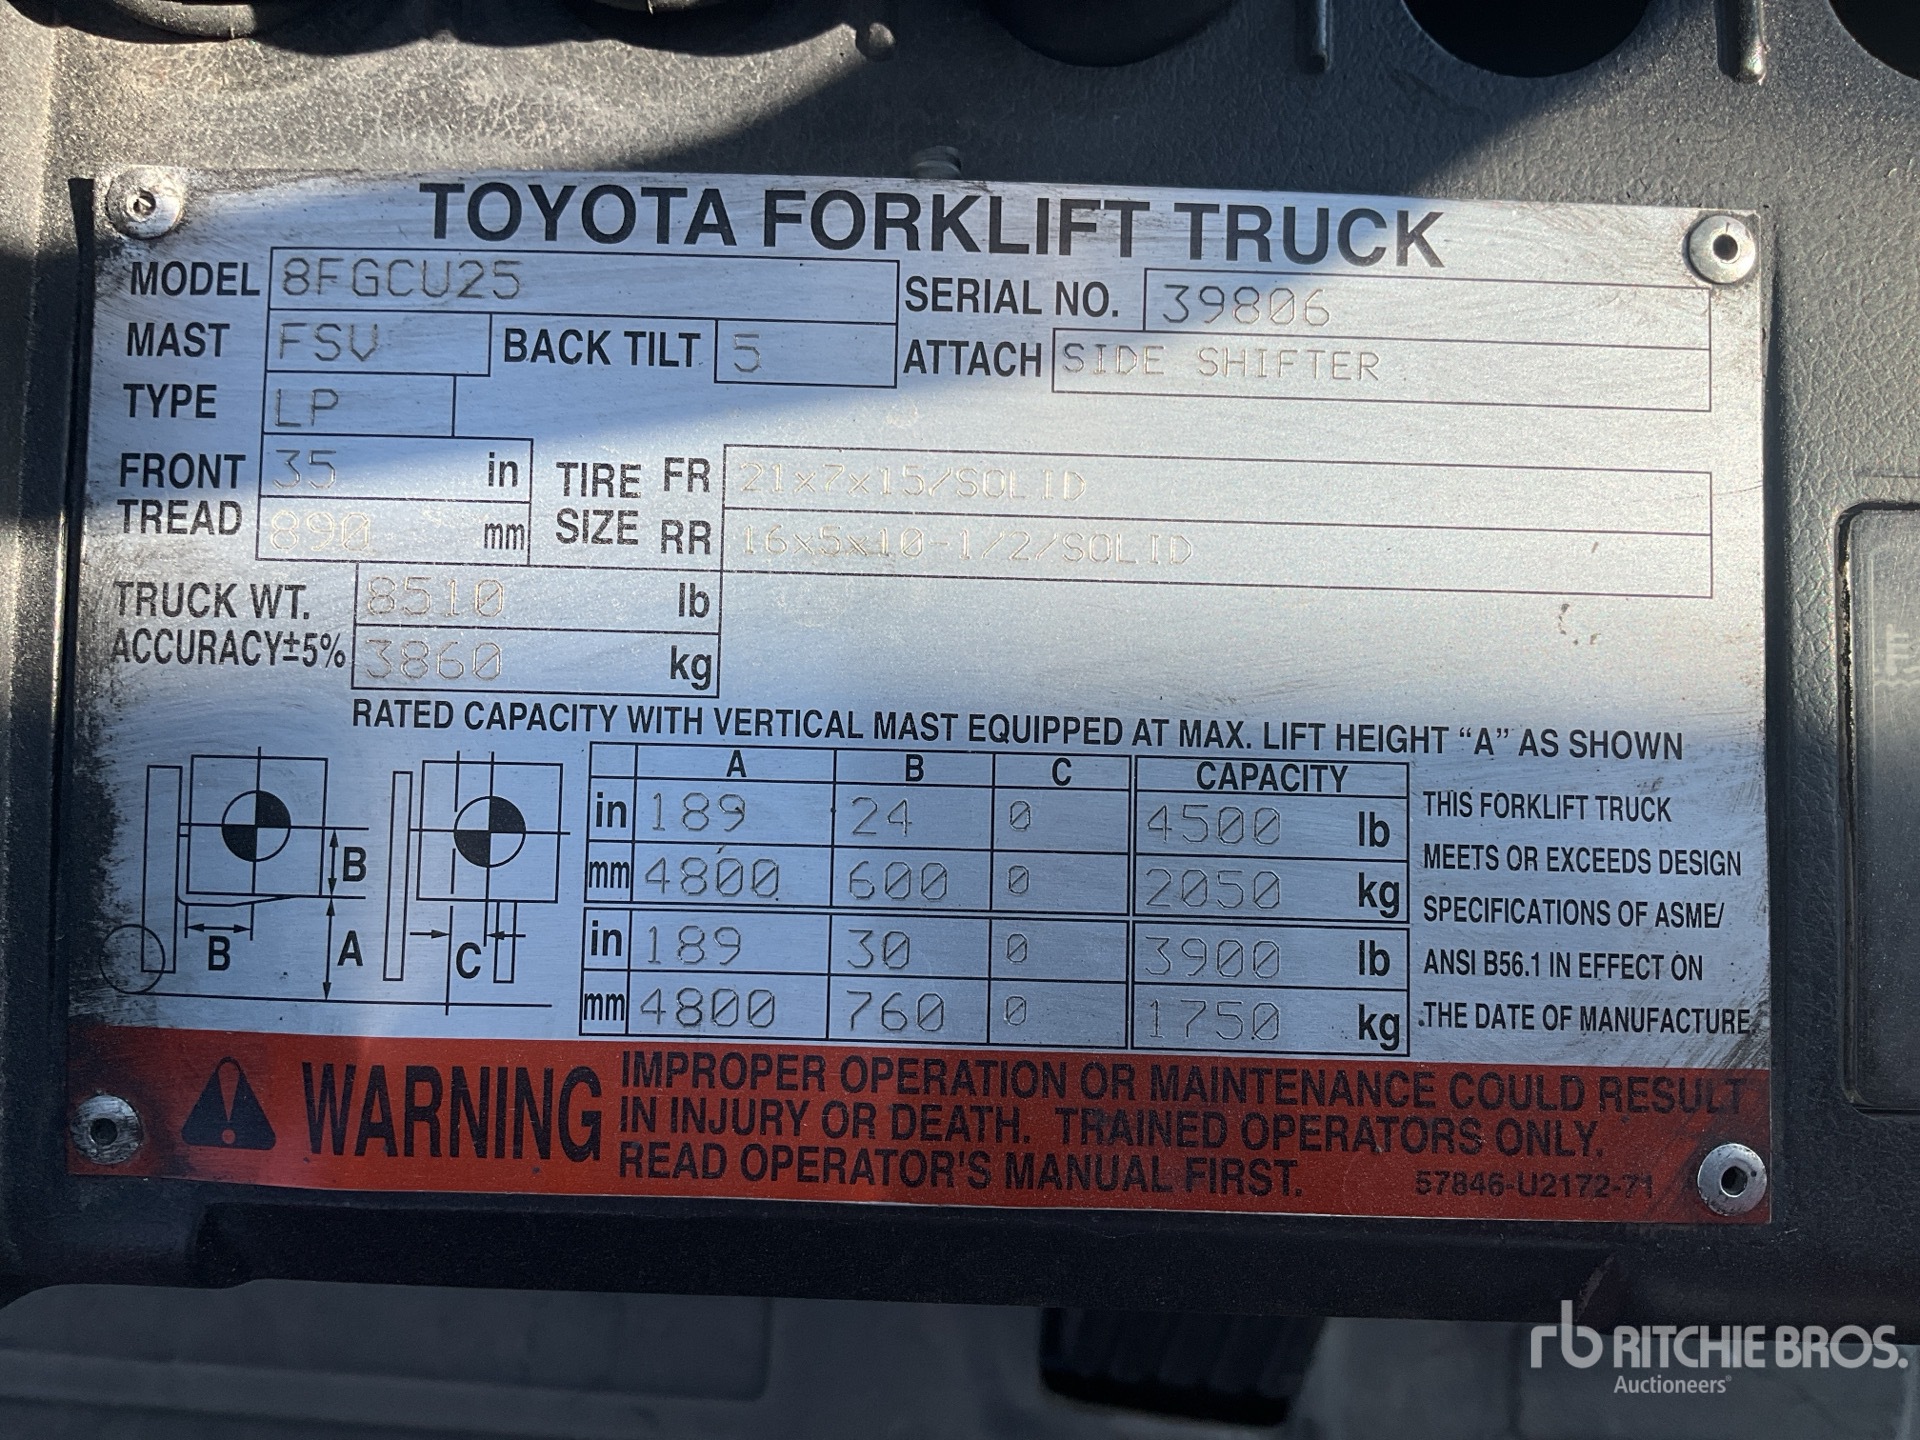 TOYOTA FORKLIFT TRUCK
MODEL 8FGCU25 SERIAL NO. 39806
MAST FSV BACK TILT 5 ATTACH SIDE SHIFTER
TYPE LP
FRONT TREAD 35 in TIRE SIZE FR 21x7x15/SOLID
890 mm RR 16x5x10-1/2/SOLID
TRUCK WT. 8510 lb
ACCURACY±5% 3860 kg
RATED CAPACITY WITH VERTICAL MAST EQUIPPED AT MAX. LIFT HEIGHT "A" AS SHOWN
A B C CAPACITY
in 189 24 0 4500 lb
mm 4800 600 0 2050 kg
in 189 30 0 3900 lb
mm 4800 760 0 1750 kg
B
B A C
THIS FORKLIFT TRUCK
MEETS OR EXCEEDS DESIGN
SPECIFICATIONS OF ASME/
ANSI B56.1 IN EFFECT ON
THE DATE OF MANUFACTURE
WARNING
IMPROPER OPERATION OR MAINTENANCE COULD RESULT
IN INJURY OR DEATH. TRAINED OPERATORS ONLY.
READ OPERATOR'S MANUAL FIRST.
57846-U2172-71
rb RITCHIE BROS.
Auctioneers